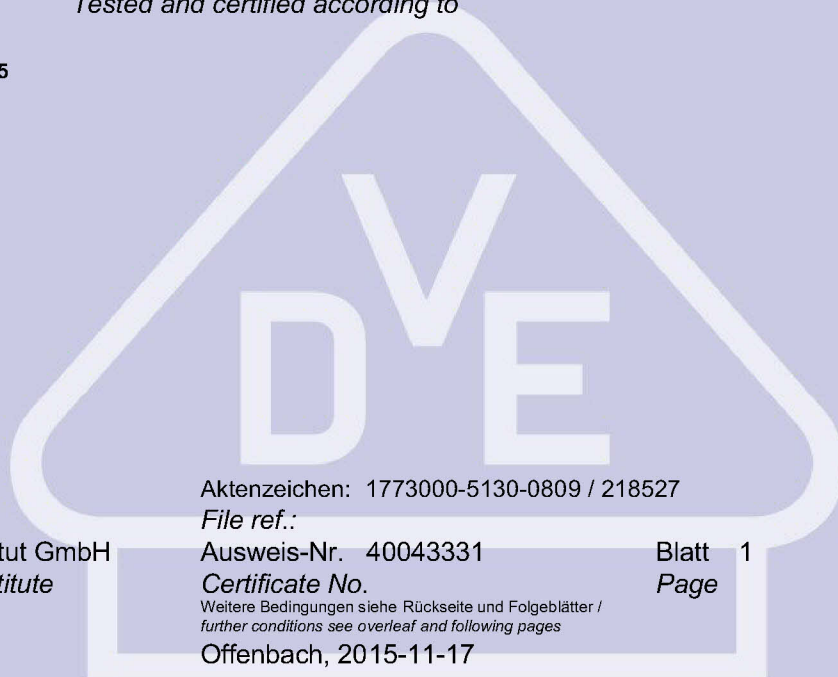 Tested and certified according to
5
VDE
Aktenzeichen: 1773000-5130-0809 / 218527
File ref.:
tut GmbH Ausweis-Nr. 40043331 Blatt 1
titute Certificate No. Page
Weitere Bedingungen siehe Rückseite und Folgeblätter /
further conditions see overleaf and following pages
Offenbach, 2015-11-17